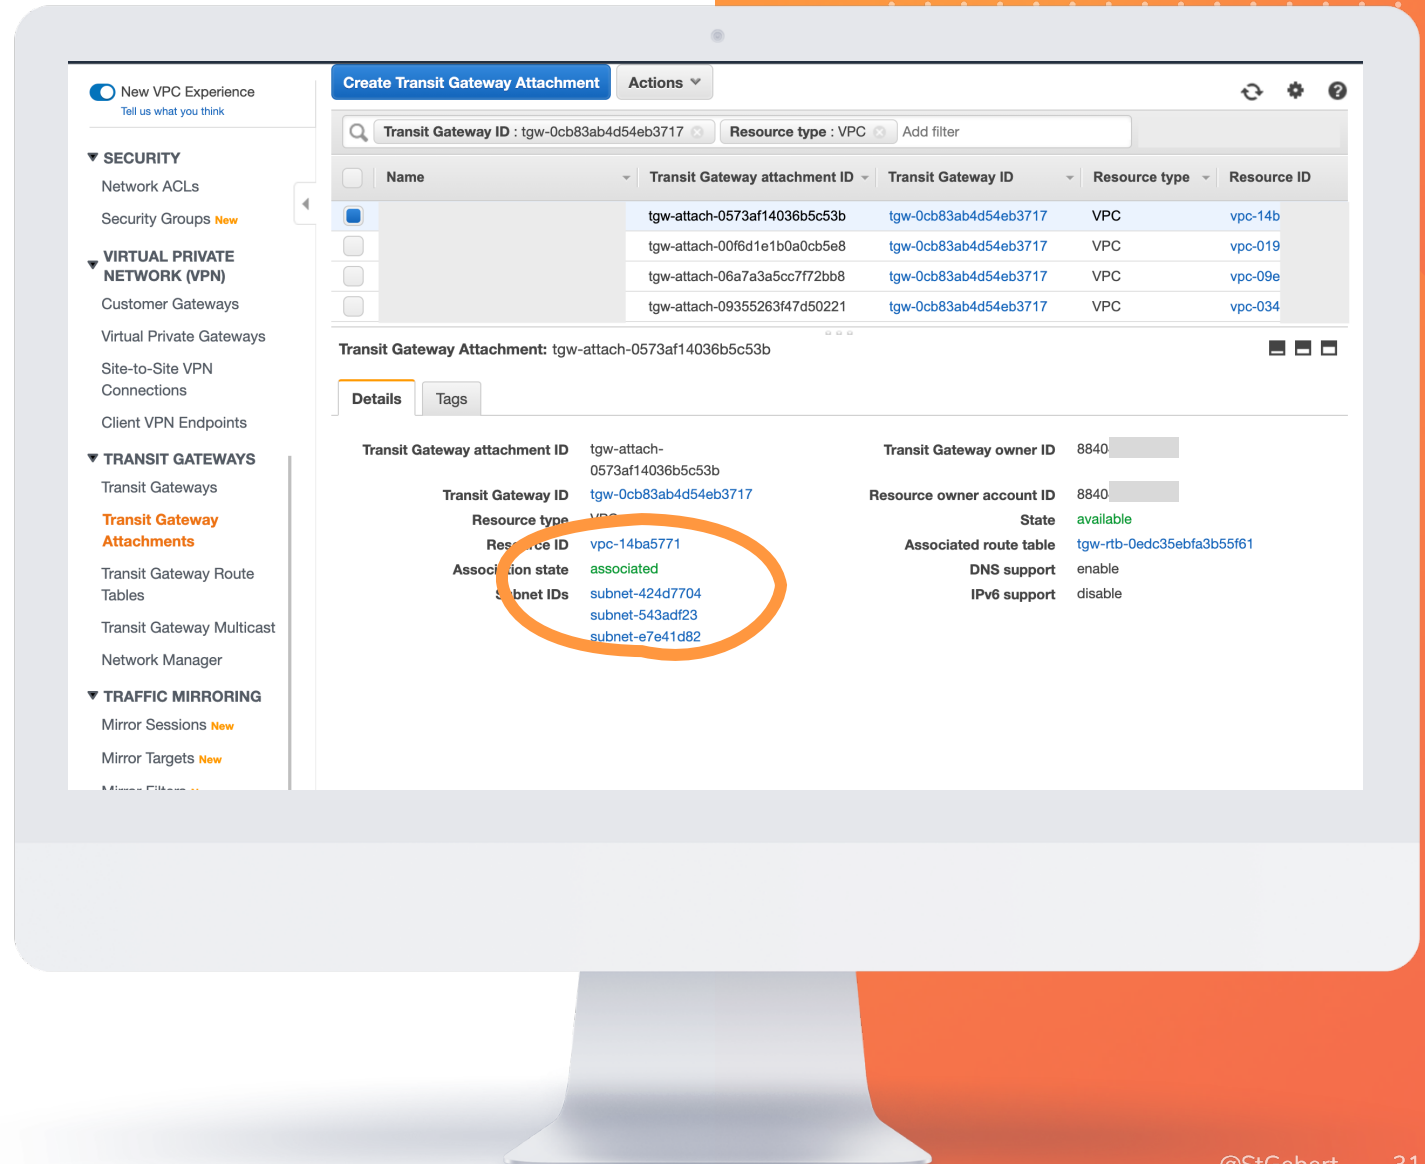 New VPC Experience
Tell us what you think
SECURITY
Network ACLs
Security Groups New
VIRTUAL PRIVATE
NETWORK (VPN)
Customer Gateways
Virtual Private Gateways
Site-to-Site VPN
Connections
Client VPN Endpoints
TRANSIT GATEWAYS
Transit Gateways
Transit Gateway
Attachments
Transit Gateway Route
Tables
Transit Gateway Multicast
Network Manager
TRAFFIC MIRRORING
Mirror Sessions New
Mirror Targets New
Create Transit Gateway Attachment Actions
Transit Gateway ID : tgw-0cb83ab4d54eb3717 Resource type : VPC Add filter
Name Transit Gateway attachment ID Transit Gateway ID Resource type Resource ID
tgw-attach-0573af14036b5c53b tgw-0cb83ab4d54eb3717 VPC vpc-14b
tgw-attach-00f6d1e1b0a0cb5e8 tgw-0cb83ab4d54eb3717 VPC vpc-019
tgw-attach-06a7a3a5cc7f72bb8 tgw-0cb83ab4d54eb3717 VPC vpc-09e
tgw-attach-09355263f47d50221 tgw-0cb83ab4d54eb3717 VPC vpc-034
Transit Gateway Attachment: tgw-attach-0573af14036b5c53b
Details Tags
Transit Gateway attachment ID tgw-attach-
0573af14036b5c53b
Transit Gateway ID tgw-0cb83ab4d54eb3717
Resource type VPC
Resource ID vpc-14ba5771
Association state associated
Subnet IDs subnet-424d7704
subnet-543adf23
subnet-e7e41d82
Transit Gateway owner ID 8840
Resource owner account ID 8840
State available
Associated route table tgw-rtb-0edc35ebfa3b55f61
DNS support enable
IPv6 support disable